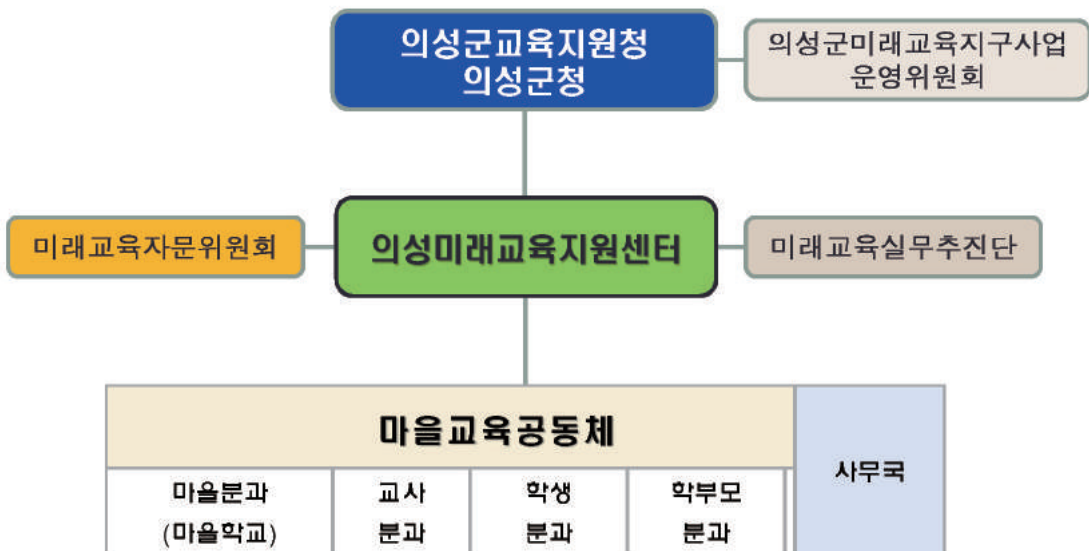 의성군교육지원청
의성군청
의성군미래교육지구사업
운영위원회
미래교육자문위원회
의성미래교육지원센터
미래교육실무추진단
마을교육공동체
사무국
마을분과
(마을학교)
교사
분과
학생
분과
학부모
분과